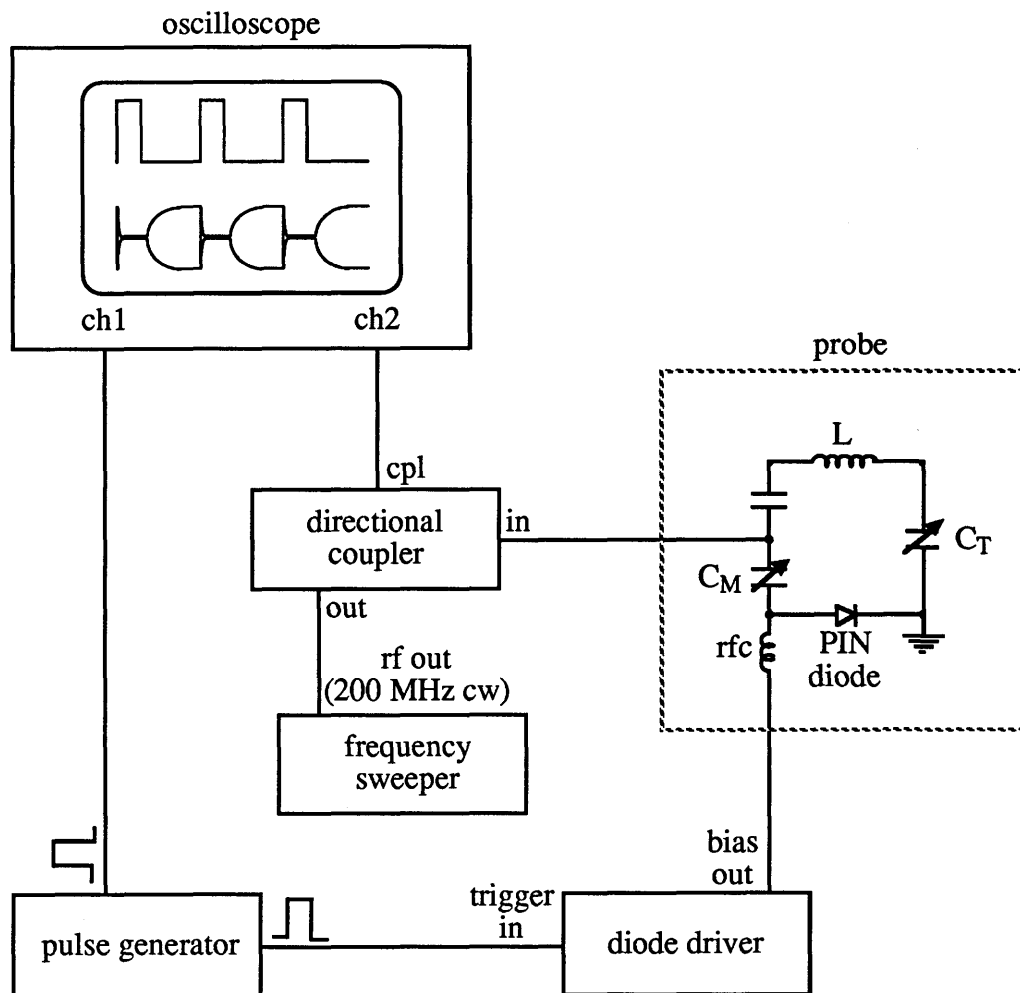 oscilloscope
ch1
ch2
probe
L
cpl
directional
coupler
in
C_T
C_M
out
rfc
PIN
diode
rf out
(200 MHz cw)
frequency
sweeper
bias
out
trigger
in
pulse generator
diode driver